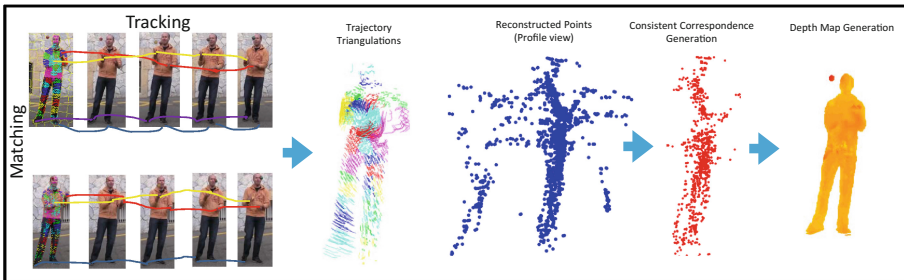 Tracking
Matching
Trajectory
Triangulations
Reconstructed Points
(Profile view)
Consistent Correspondence
Generation
Depth Map Generation